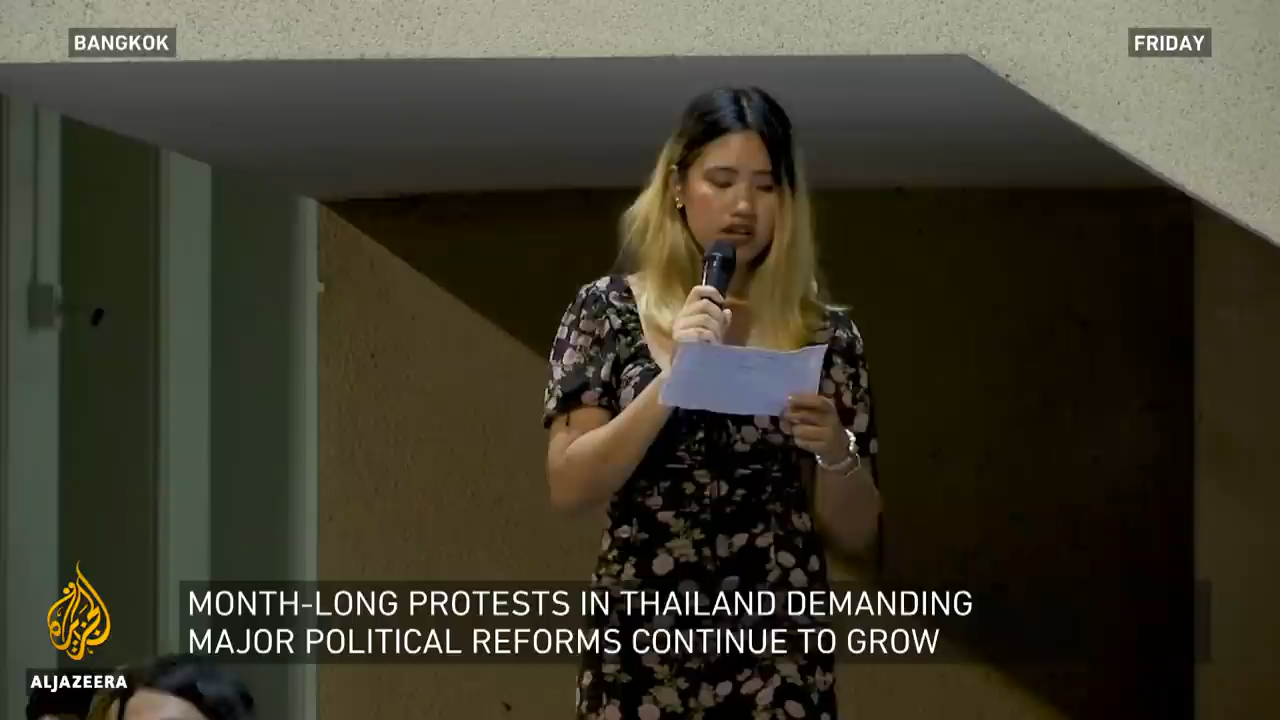 BANGKOK
FRIDAY
MONTH-LONG PROTESTS IN THAILAND DEMANDING
MAJOR POLITICAL REFORMS CONTINUE TO GROW
ALJAZEERA